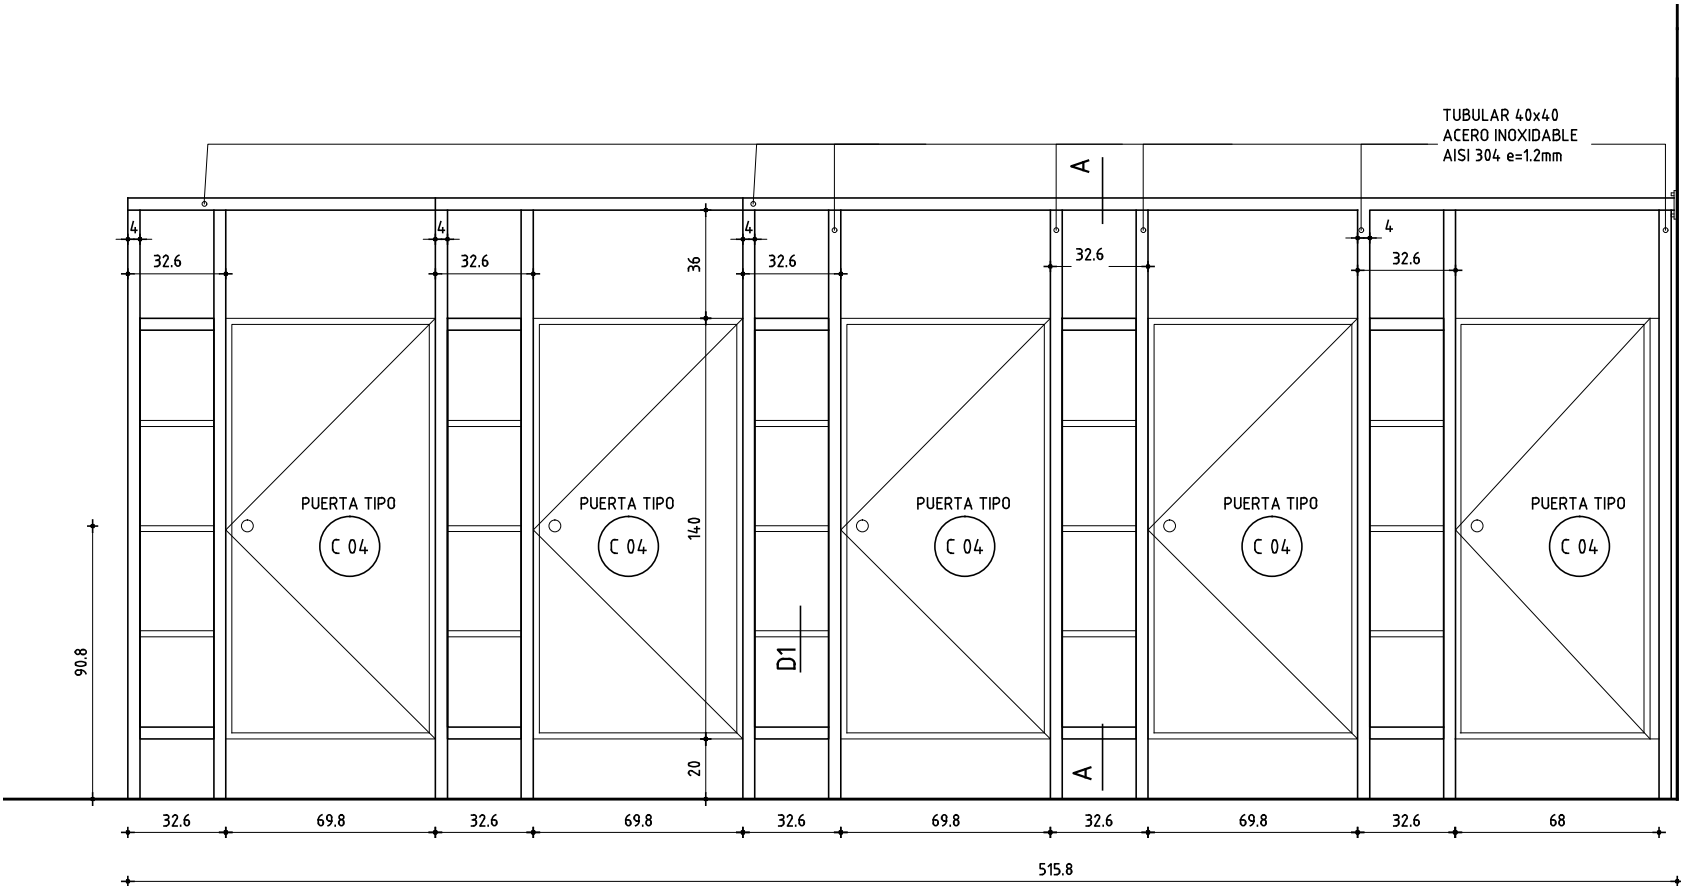 TUBULAR 40x40
ACERO INOXIDABLE
AISI 304 e=1.2mm
A
4
4
4
4
32.6
32.6
32.6
32.6
32.6
36
PUERTA TIPO
C 04
PUERTA TIPO
C 04
PUERTA TIPO
C 04
PUERTA TIPO
C 04
PUERTA TIPO
C 04
140
90.8
D1
20
A
32.6
69.8
32.6
69.8
32.6
69.8
32.6
69.8
32.6
68
515.8